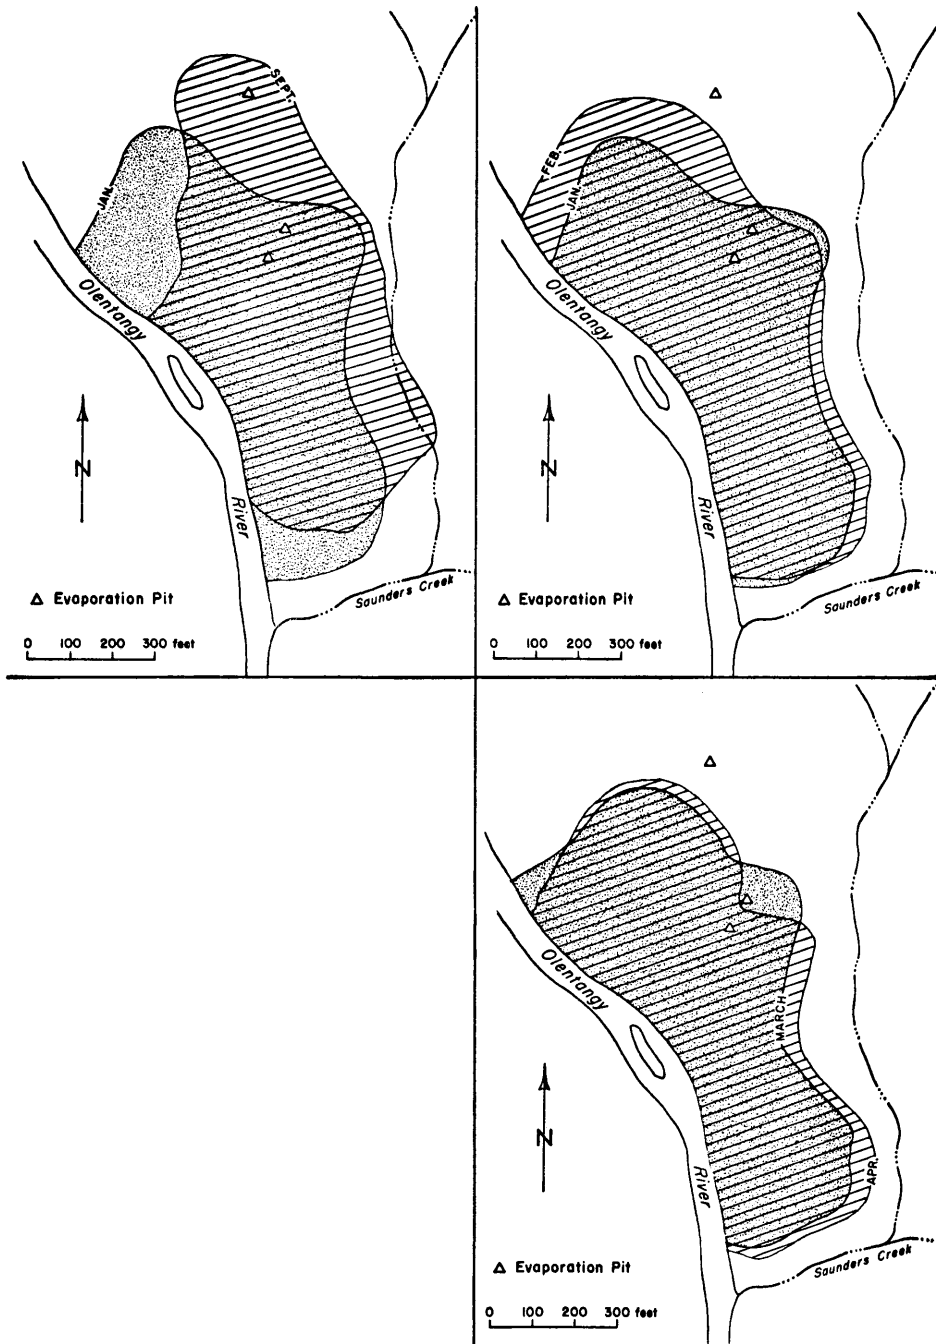 SEPT.
JAN.
Olentangy
River
N
△ Evaporation Pit
Saunders Creek
0 100 200 300 feet
FEB.
JAN.
Olentangy
River
N
△ Evaporation Pit
Saunders Creek
0 100 200 300 feet
Olentangy
MARCH
River
N
APR.
△ Evaporation Pit
Saunders Creek
0 100 200 300 feet